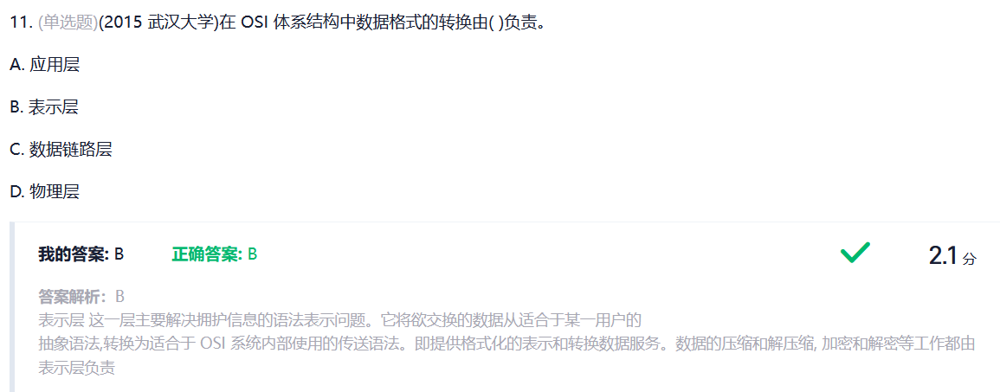 11. (单选题)(2015 武汉大学)在 OSI 体系结构中数据格式的转换由( )负责。
A. 应用层
B. 表示层
C. 数据链路层
D. 物理层
我的答案: B 正确答案: B 2.1 分
答案解析：B
表示层 这一层主要解决拥护信息的语法表示问题。它将欲交换的数据从适合于某一用户的
抽象语法,转换为适合于 OSI 系统内部使用的传送语法。即提供格式化的表示和转换数据服务。数据的压缩和解压缩, 加密和解密等工作都由
表示层负责